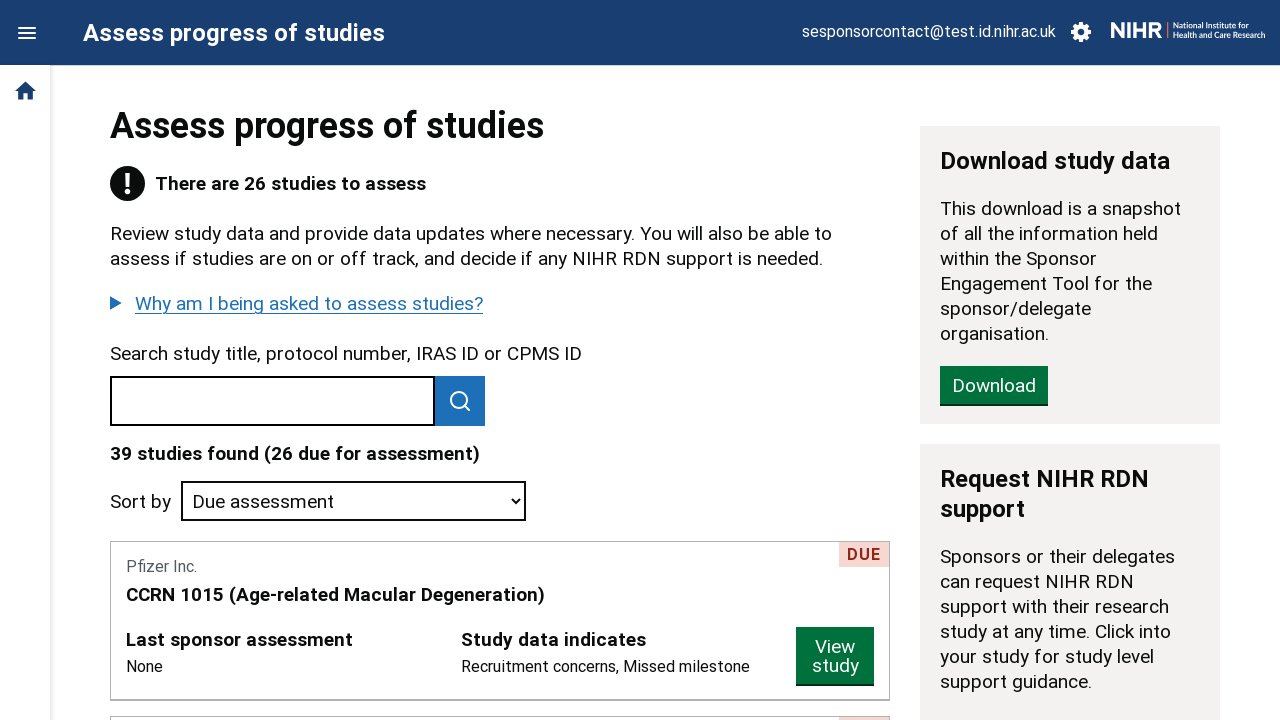 Assess progress of studies
sesponsorcontact@test.id.nihr.ac.uk
NIHR | National Institute for
Health and Care Research
Assess progress of studies
There are 26 studies to assess
Review study data and provide data updates where necessary. You will also be able to
assess if studies are on or off track, and decide if any NIHR RDN support is needed.
Why am I being asked to assess studies?
Search study title, protocol number, IRAS ID or CPMS ID
39 studies found (26 due for assessment)
Sort by Due assessment
DUE
Pfizer Inc.
CCRN 1015 (Age-related Macular Degeneration)
Last sponsor assessment
None
Study data indicates
Recruitment concerns, Missed milestone
View
study
Download study data
This download is a snapshot
of all the information held
within the Sponsor
Engagement Tool for the
sponsor/delegate
organisation.
Download
Request NIHR RDN
support
Sponsors or their delegates
can request NIHR RDN
support with their research
study at any time. Click into
your study for study level
support guidance.